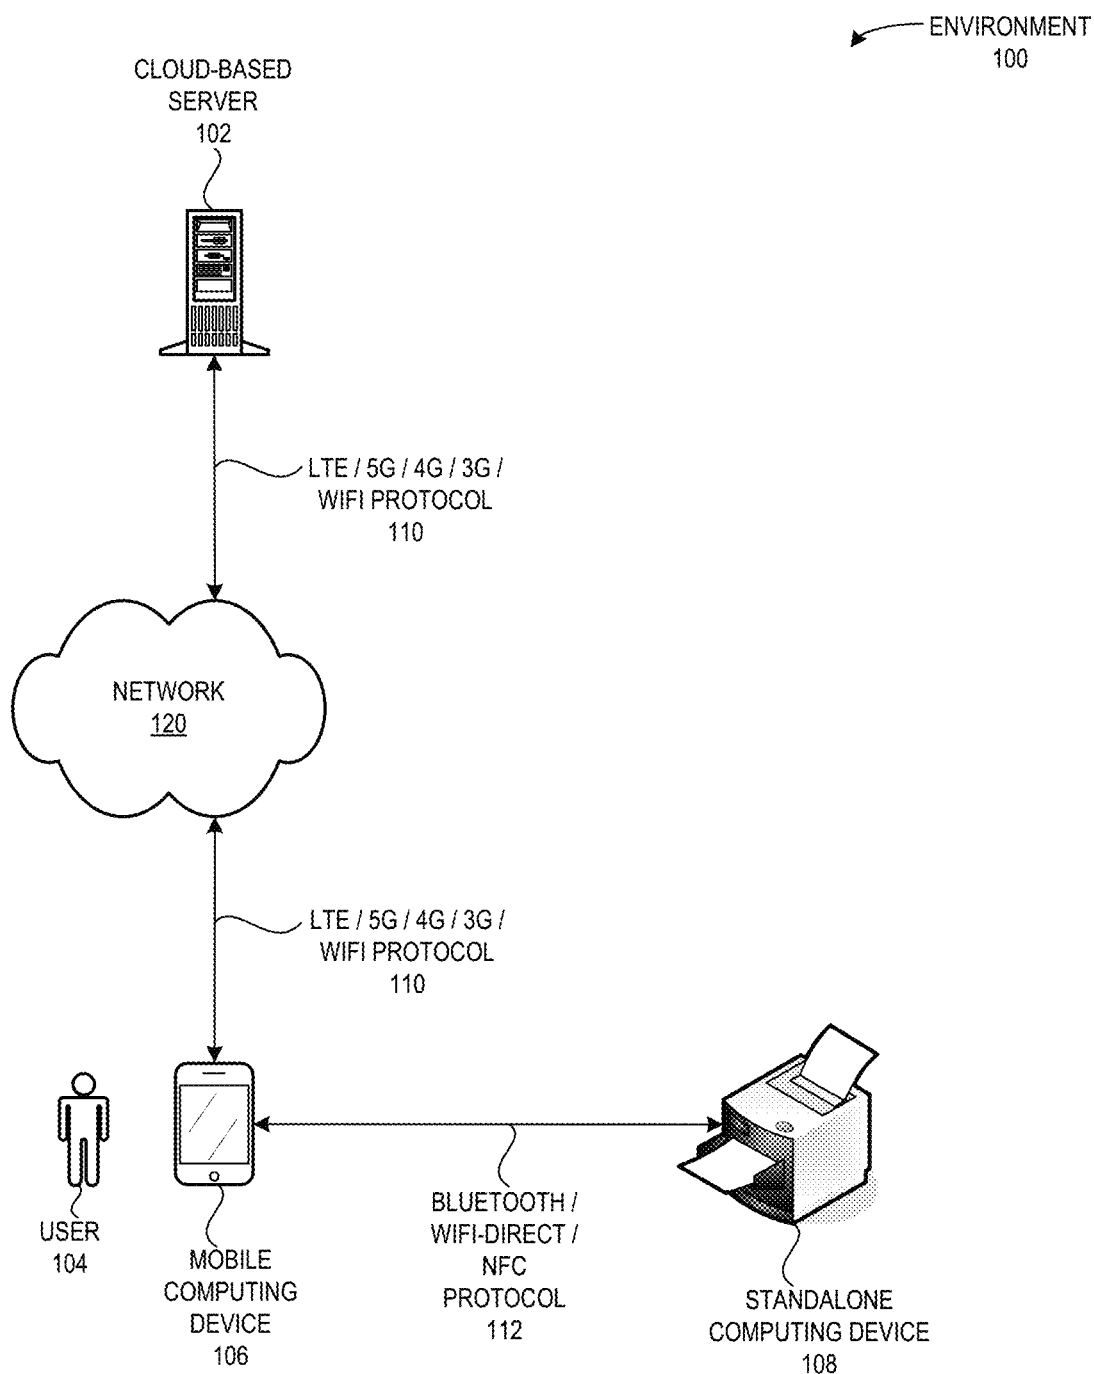 ENVIRONMENT
100
CLOUD-BASED
SERVER
102
LTE / 5G / 4G / 3G /
WIFI PROTOCOL
110
NETWORK
120
LTE / 5G / 4G / 3G /
WIFI PROTOCOL
110
USER
104
MOBILE
COMPUTING
DEVICE
106
BLUETOOTH /
WIFI-DIRECT /
NFC
PROTOCOL
112
STANDALONE
COMPUTING DEVICE
108